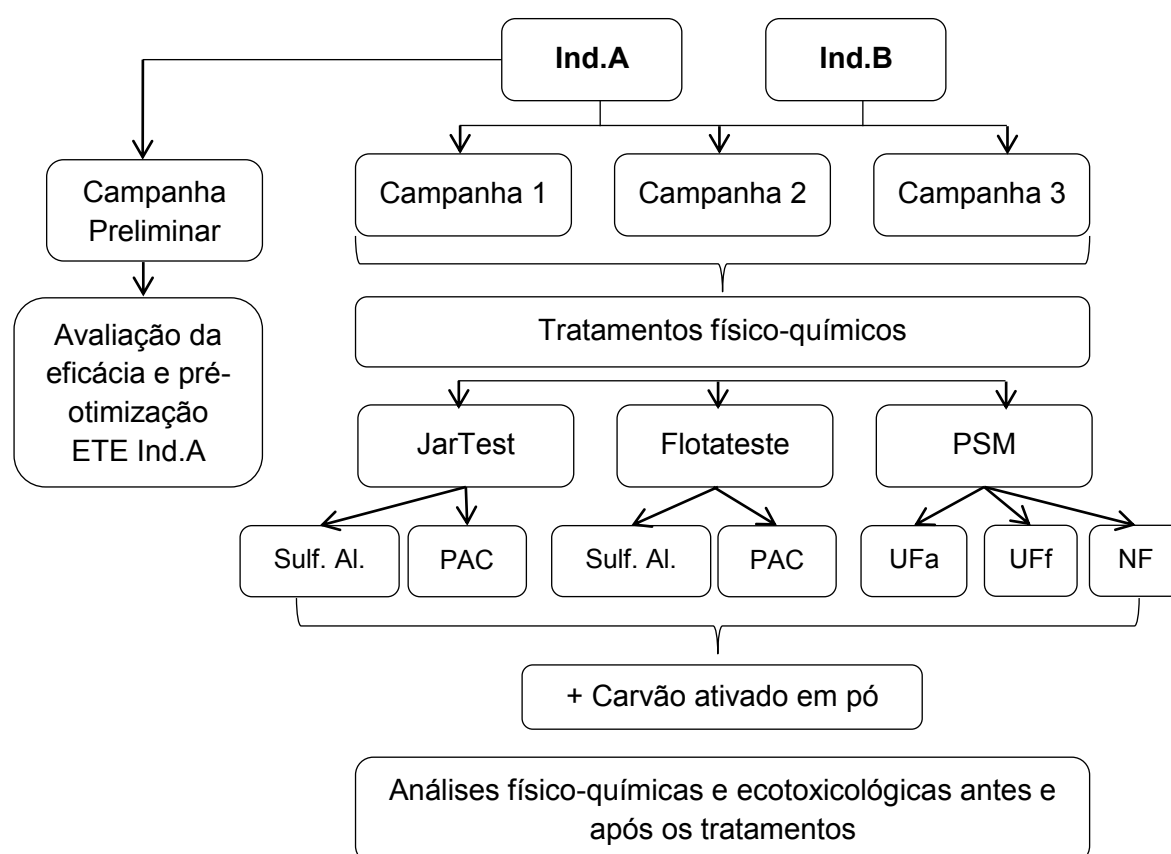 Ind.A
Ind.B
Campanha
Preliminar
Campanha 1
Campanha 2
Campanha 3
Avaliação da
eficácia e pré-
otimização
ETE Ind.A
Tratamentos físico-químicos
JarTest
Flotateste
PSM
Sulf. Al.
PAC
Sulf. Al.
PAC
UFa
UFf
NF
+ Carvão ativado em pó
Análises físico-químicas e ecotoxicológicas antes e
após os tratamentos